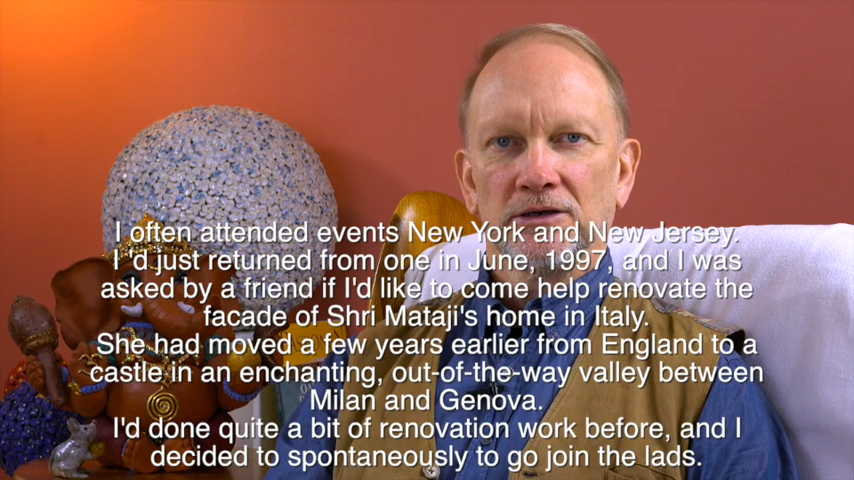 I often attended events New York and New Jersey.
I 'd just returned from one in June, 1997, and I was
asked by a friend if I'd like to come help renovate the
facade of Shri Mataji's home in Italy.
She had moved a few years earlier from England to a
castle in an enchanting, out-of-the-way valley between
Milan and Genova.
I'd done quite a bit of renovation work before, and I
decided to spontaneously to go join the lads.